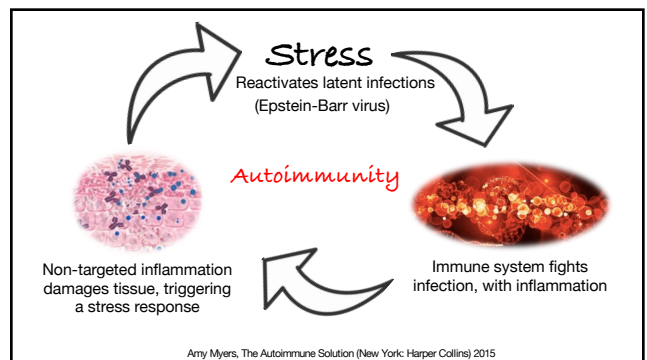 Stress
Reactivates latent infections
(Epstein-Barr virus)
Autoimmunity
Immune system fights
infection, with inflammation
Non-targeted inflammation
damages tissue, triggering
a stress response
Amy Myers, The Autoimmune Solution (New York: Harper Collins) 2015